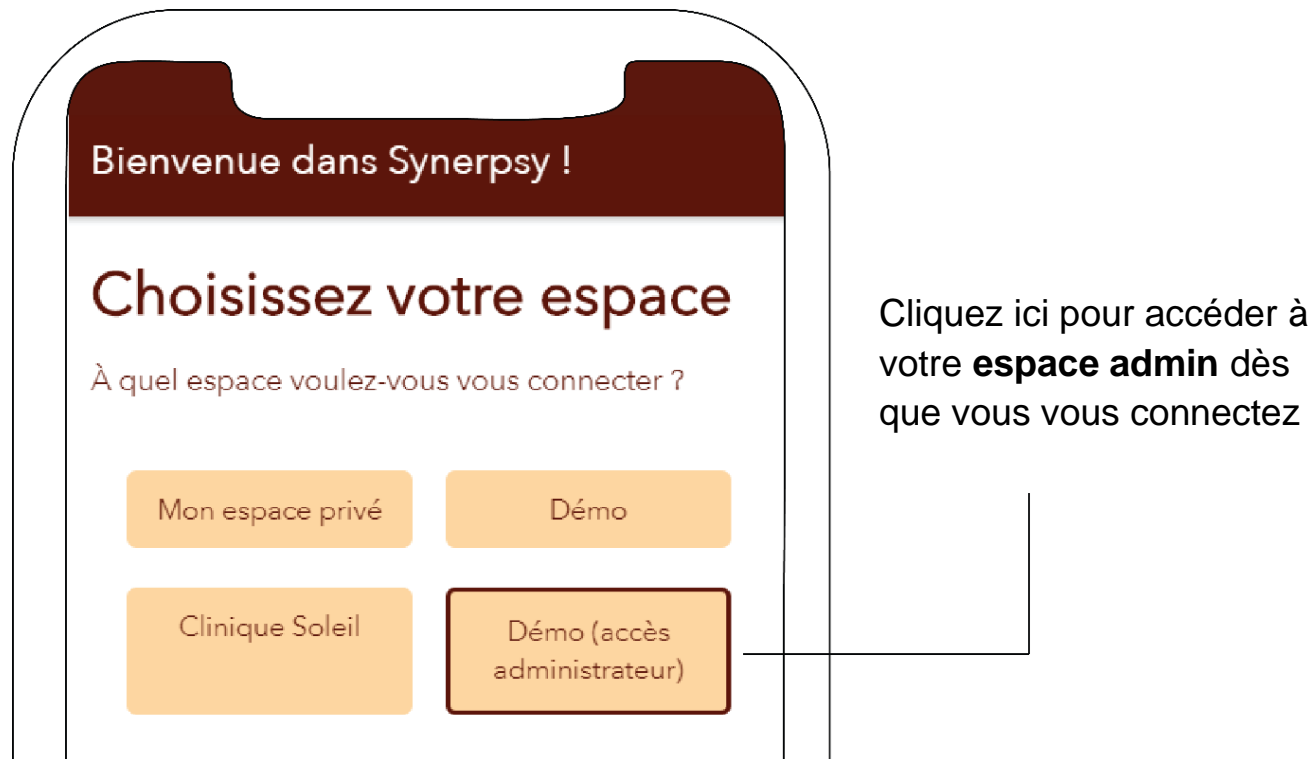 Bienvenue dans Synerpsy !
Choisissez votre espace
À quel espace voulez-vous vous connecter ?
Mon espace privé
Démo
Clinique Soleil
Démo (accès
administrateur)
Cliquez ici pour accéder à
votre espace admin dès
que vous vous connectez